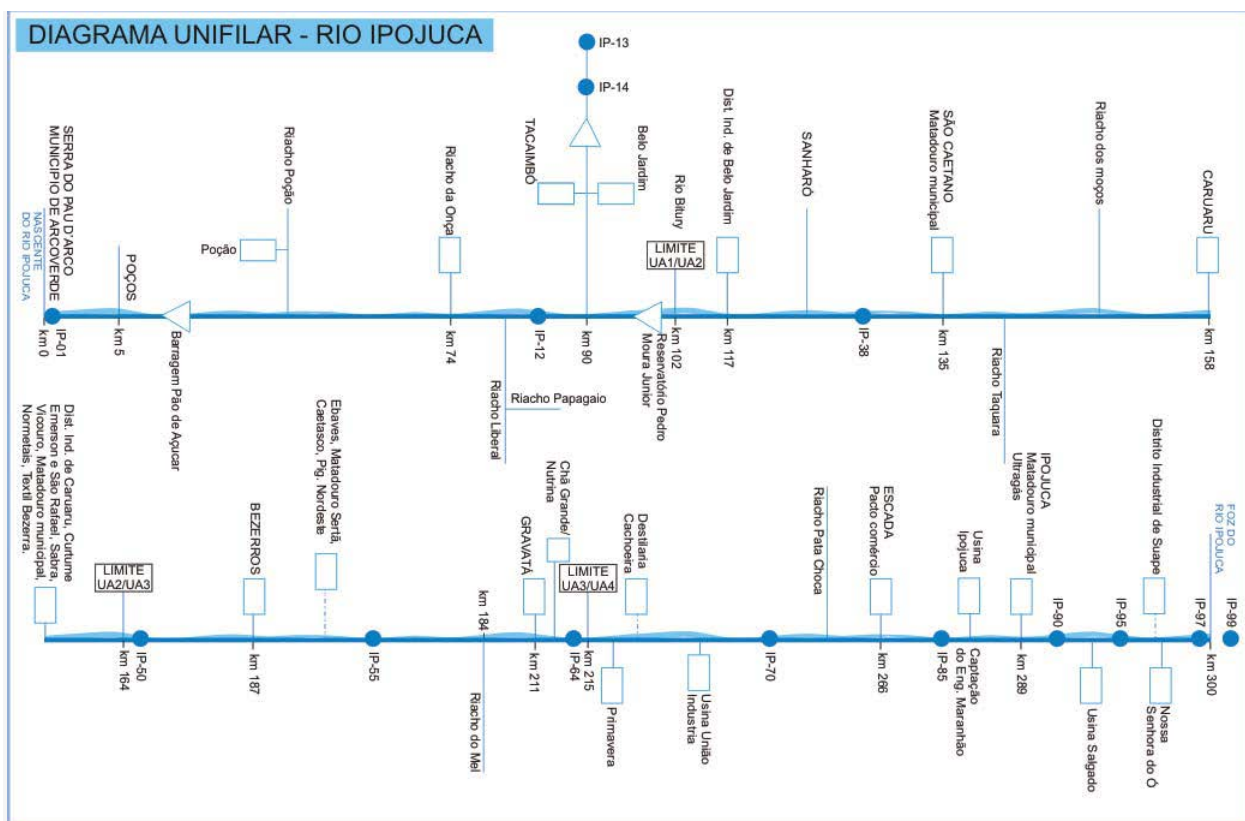 DIAGRAMA UNIFILAR - RIO IPOJUCA
IP-13
IP-14
SERRA DO PAU D'ARCO
MUNICIPIO DE ARCOVERDE
NASCENTE
DO RIO IPOJUCA
POÇOS
Riacho Poção
Poção
Riacho da Onça
TACAIMBÓ
Belo Jardim
Rio Bitury
LIMITE
UA1/UA2
Dist. Ind. de Belo Jardim
SANHARÓ
SÃO CAETANO
Matadouro municipal
Riacho dos moços
CARUARU
km 0
IP-01
km 5
Barragem Pão de Açucar
km 74
Riacho Liberal
Riacho Papagaio
IP-12
km 90
Reservatório Pedro
Moura Junior
km 102
km 117
IP-38
km 135
Riacho Taquara
km 158
Dist. Ind. de Caruaru, Curtume
Emerson e São Rafael, Sabra,
Vicouro, Matadouro municipal,
Normetais, Textil Bezerra.
LIMITE
UA2/UA3
BEZERROS
Ebaves, Matadouro Sertã,
Caetasco, Pig. Nordeste
km 184
GRAVATÁ
Chã Grande/
Nutrina
LIMITE
UA3/UA4
Destilaria
Cachoeira
Riacho Pata Choca
ESCADA
Pacto comércio
Usina
Ipojuca
IPOJUCA
Matadouro municipal
Ultragás
IP-90
IP-95
Distrito Industrial de Suape
IP-97
FOZ DO
RIO IPOJUCA
IP-99
km 164
IP-50
km 187
IP-55
Riacho do Mel
km 211
IP-64
km 215
Primavera
Usina União
Industria
IP-70
km 266
IP-85
Captação
do Eng. Maranhão
km 289
Usina Salgado
Nossa
Senhora do Ó
km 300